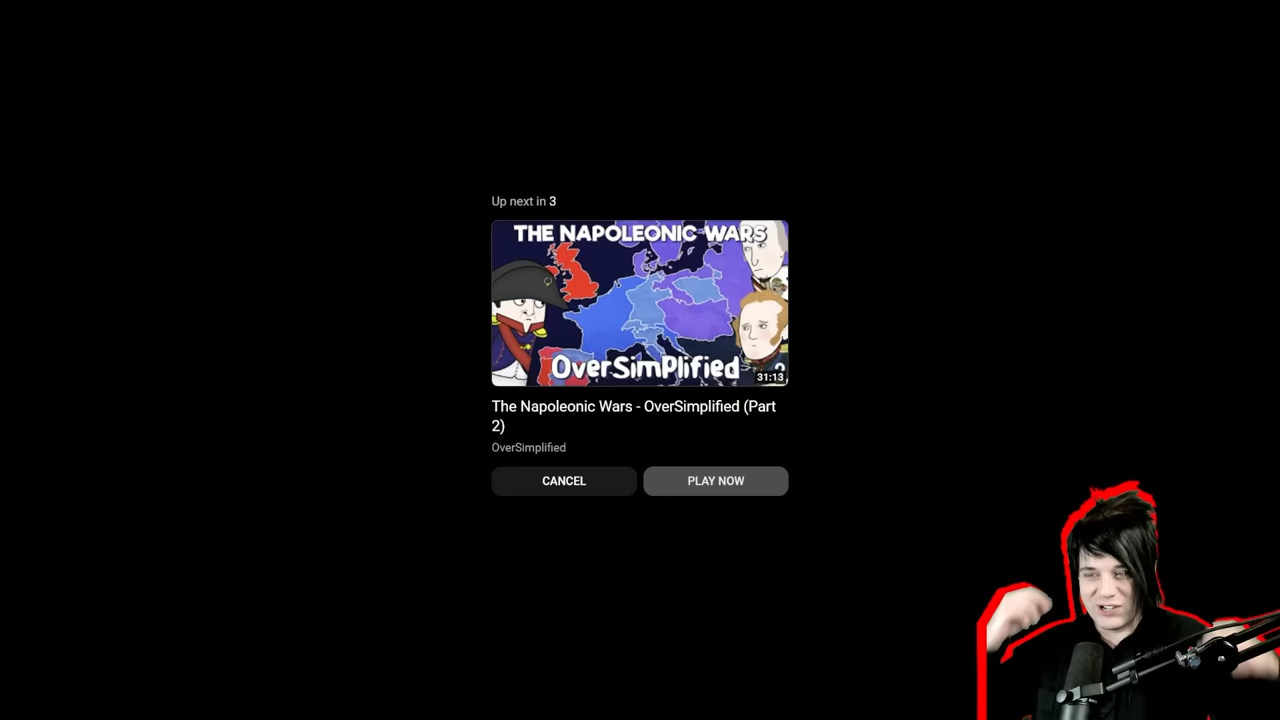 Up next in 3
THE NAPOLEONIC WARS
OverSimplified
31:13
The Napoleonic Wars - OverSimplified (Part
2)
OverSimplified
CANCEL
PLAY NOW